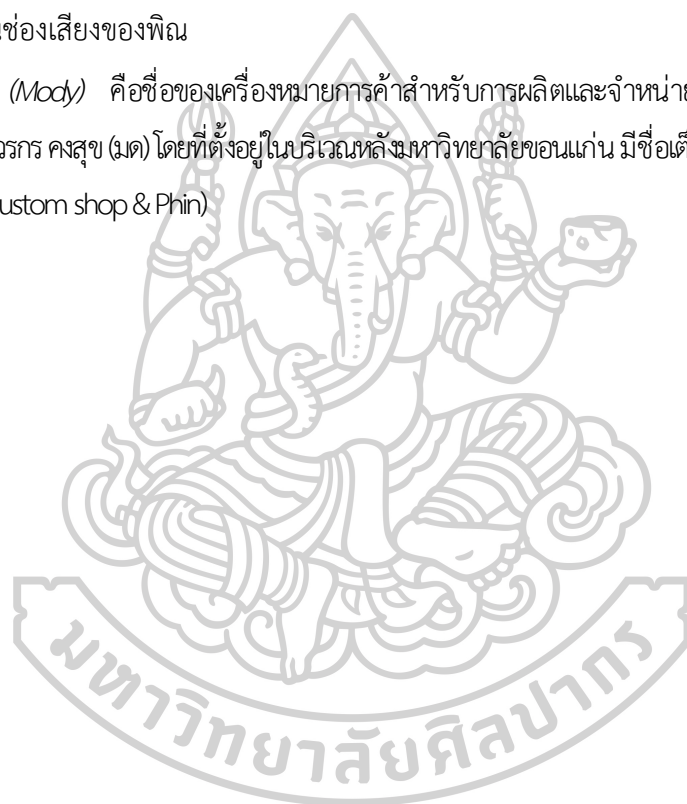 ช่องเสียงของพิณ
(Mody) คือชื่อของเครื่องหมายการค้าสำหรับการผลิตและจำหน่าย
วรกร คงสุข (มด) โดยที่ตั้งอยู่ในบริเวณหลังมหาวิทยาลัยขอนแก่น มีชื่อเต็
ustom shop & Phin)
มหาวิทยาลัยศิลปากร